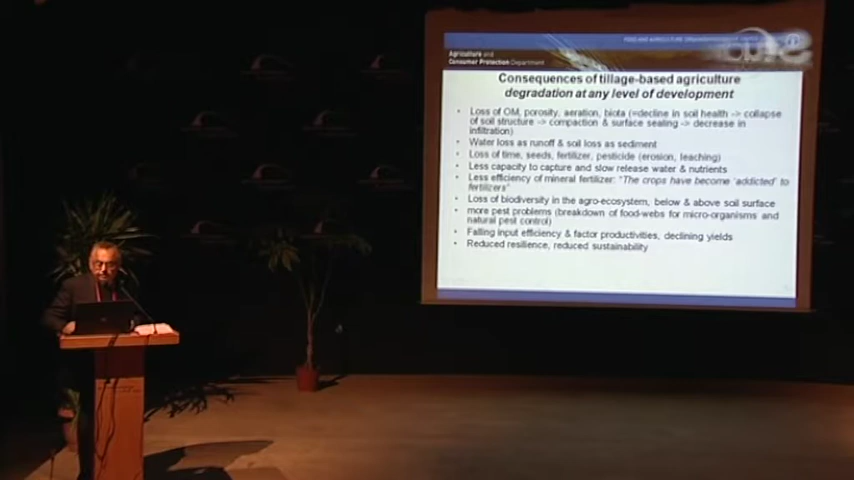 FOOD AND AGRICULTURE
Agriculture and
Consumer Protection Department
Consequences of tillage-based agriculture
degradation at any level of development
• Loss of OM, porosity, aeration, biota (=decline in soil health -> collapse
of soil structure -> compaction & surface sealing -> decrease in
infiltration)
• Water loss as runoff & soil loss as sediment
• Loss of time, seeds, fertilizer, pesticide (erosion, leaching)
• Less capacity to capture and slow release water & nutrients
• Less efficiency of mineral fertilizer: "The crops have become 'addicted' to
fertilizers"
• Loss of biodiversity in the agro-ecosystem, below & above soil surface
• more pest problems (breakdown of food-webs for micro-organisms and
natural pest control)
• Falling input efficiency & factor productivities, declining yields
• Reduced resilience, reduced sustainability